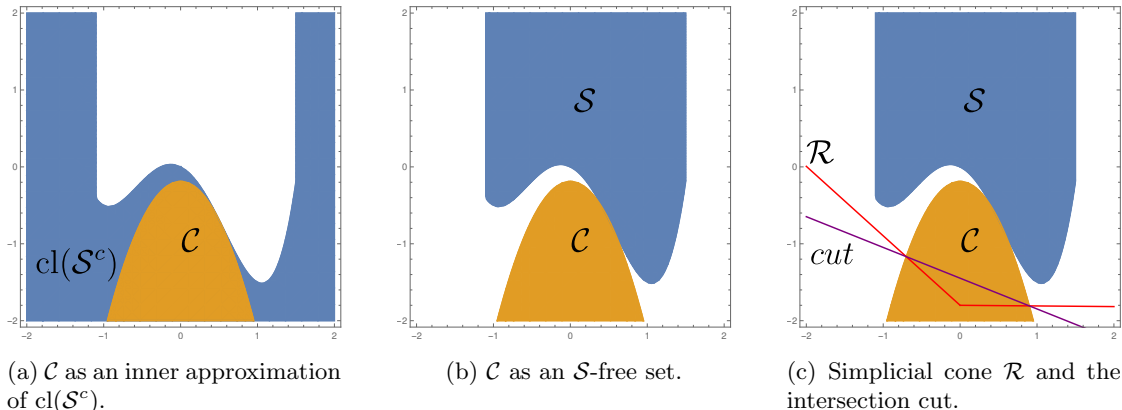 2
1
0
-1
-2
-2
-1
0
1
2
cl(𝒮ᶜ)
𝒞
2
1
0
-1
-2
-2
-1
0
1
2
𝒮
𝒞
2
1
0
-1
-2
-2
-1
0
1
2
𝒮
ℛ
𝒞
cut
(a) 𝒞 as an inner approximation
of cl(𝒮ᶜ).
(b) 𝒞 as an 𝒮-free set.
(c) Simplicial cone ℛ and the
intersection cut.